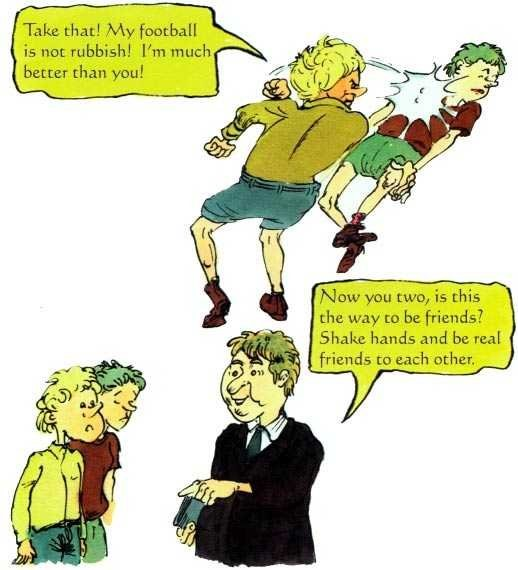 Take that! My football
is not rubbish! I'm much
better than you!
Now you two, is this
the way to be friends?
Shake hands and be real
friends to each other.